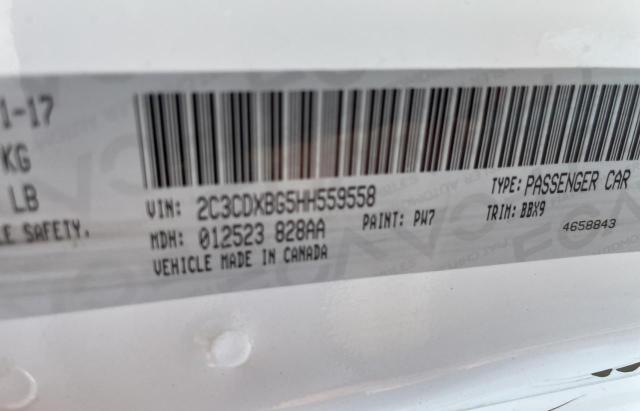 1-17
KG
LB
LE SAFETY.
VIN: 2C3CDXBG5HH559558
TYPE: PASSENGER CAR
MDH: 012523 828AA
PAINT: PW7
TRIM: BBX9
VEHICLE MADE IN CANADA
4658843